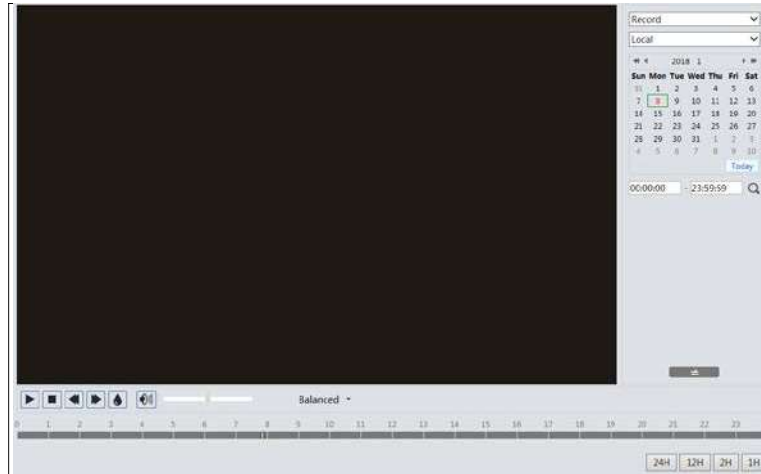 Record
Local
2018 1
Sun Mon Tue Wed Thu Fri Sat
31 1 2 3 4 5 6
7 8 9 10 11 12 13
14 15 16 17 18 19 20
21 22 23 24 25 26 27
28 29 30 31 1 2 3
4 5 6 7 8 9 10
Today
00:00:00 - 23:59:59
Balanced
0 1 2 3 4 5 6 7 8 9 10 11 12 13 14 15 16 17 18 19 20 21 22 23
24H 12H 2H 1H